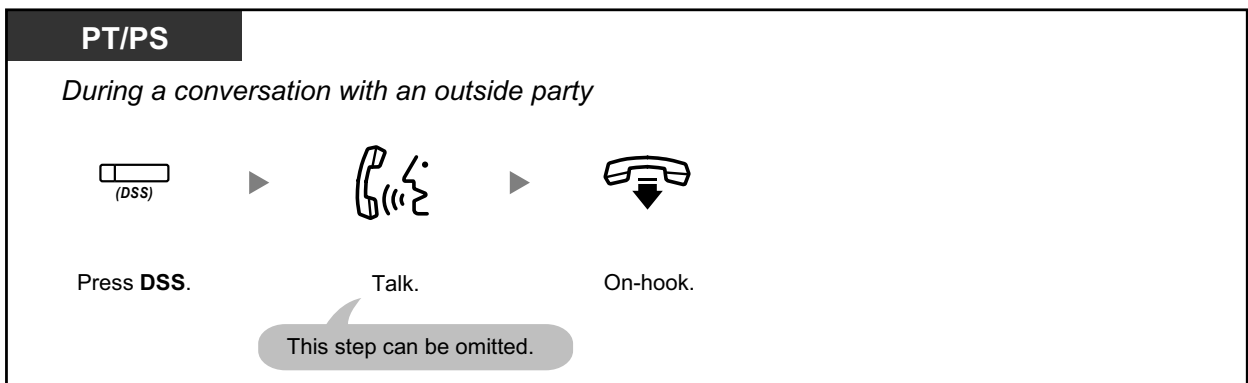 PT/PS
During a conversation with an outside party
(DSS)
Press DSS.
Talk.
On-hook.
This step can be omitted.